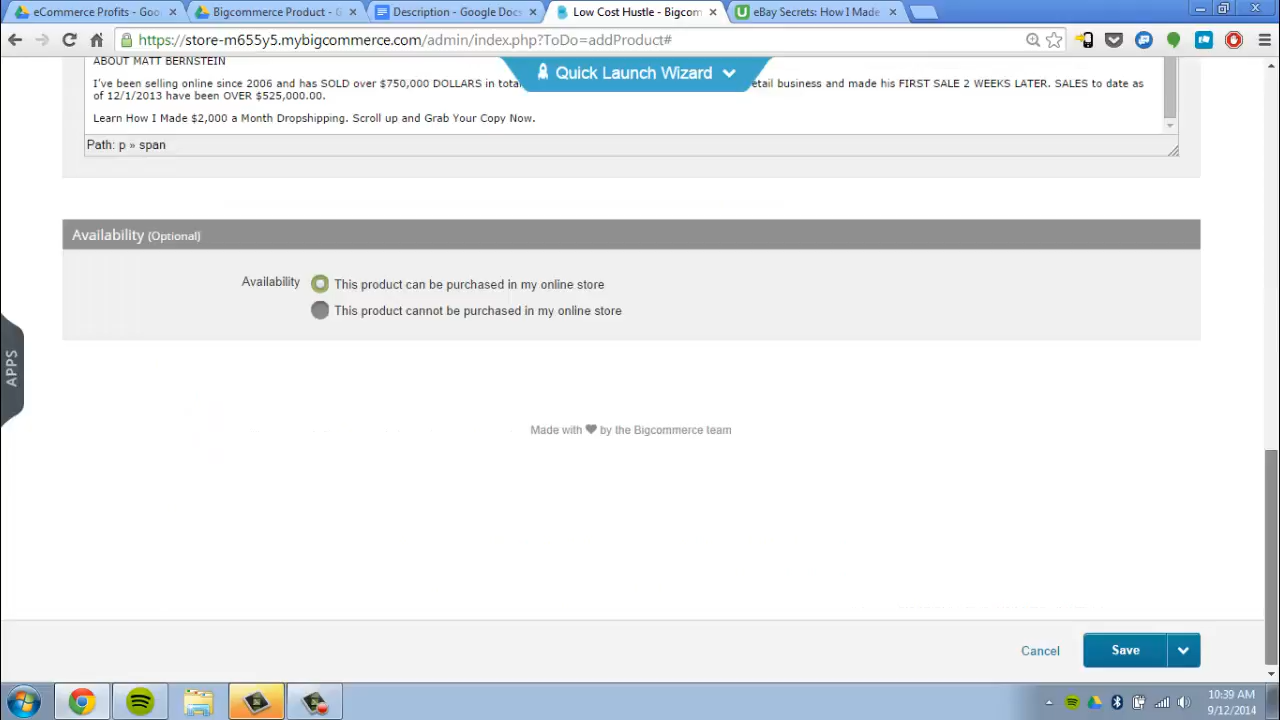 eCommerce Profits - Goo
Bigcommerce Product - G
Description - Google Docs
Low Cost Hustle - Bigcom
eBay Secrets: How I Made
https://store-m655y5.mybigcommerce.com/admin/index.php?ToDo=addProduct#
ABOUT MATT BERNSTEIN
Quick Launch Wizard
I've been selling online since 2006 and has SOLD over $750,000 DOLLARS in tota etail business and made his FIRST SALE 2 WEEKS LATER. SALES to date as
of 12/1/2013 have been OVER $525,000.00.
Learn How I Made $2,000 a Month Dropshipping. Scroll up and Grab Your Copy Now.
Path: p » span
Availability (Optional)
Availability
This product can be purchased in my online store
This product cannot be purchased in my online store
APPS
Made with ♥ by the Bigcommerce team
Cancel
Save
10:39 AM
9/12/2014